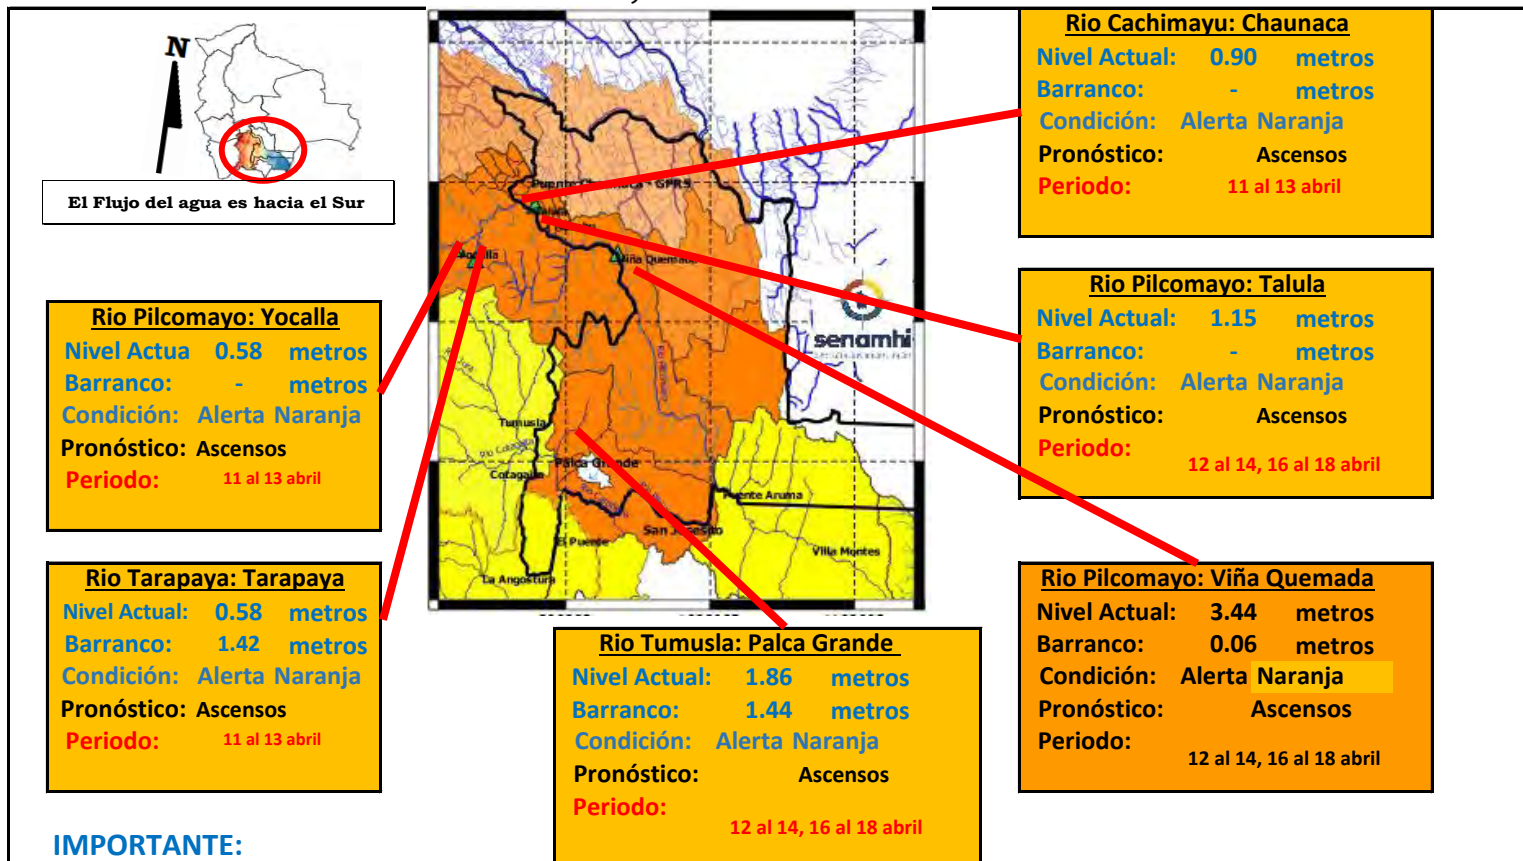 N
El Flujo del agua es hacia el Sur
Rio Pilcomayo: Yocalla
Nivel Actua 0.58 metros
Barranco: - metros
Condición: Alerta Naranja
Pronóstico: Ascensos
Periodo: 11 al 13 abril
Rio Tarapaya: Tarapaya
Nivel Actual: 0.58 metros
Barranco: 1.42 metros
Condición: Alerta Naranja
Pronóstico: Ascensos
Periodo: 11 al 13 abril
IMPORTANTE:
Puente Chaunaca - GPRS
Viña Quemada
senamhi
Tumusla
Rio Cotagaita
Palca Grande
Cotagaita
Puente Aruma
San Josesito
El Puente
Villa Montes
La Angostura
Rio Tumusla: Palca Grande
Nivel Actual: 1.86 metros
Barranco: 1.44 metros
Condición: Alerta Naranja
Pronóstico: Ascensos
Periodo:
12 al 14, 16 al 18 abril
Rio Cachimayu: Chaunaca
Nivel Actual: 0.90 metros
Barranco: - metros
Condición: Alerta Naranja
Pronóstico: Ascensos
Periodo: 11 al 13 abril
Rio Pilcomayo: Talula
Nivel Actual: 1.15 metros
Barranco: - metros
Condición: Alerta Naranja
Pronóstico: Ascensos
Periodo:
12 al 14, 16 al 18 abril
Rio Pilcomayo: Viña Quemada
Nivel Actual: 3.44 metros
Barranco: 0.06 metros
Condición: Alerta Naranja
Pronóstico: Ascensos
Periodo:
12 al 14, 16 al 18 abril